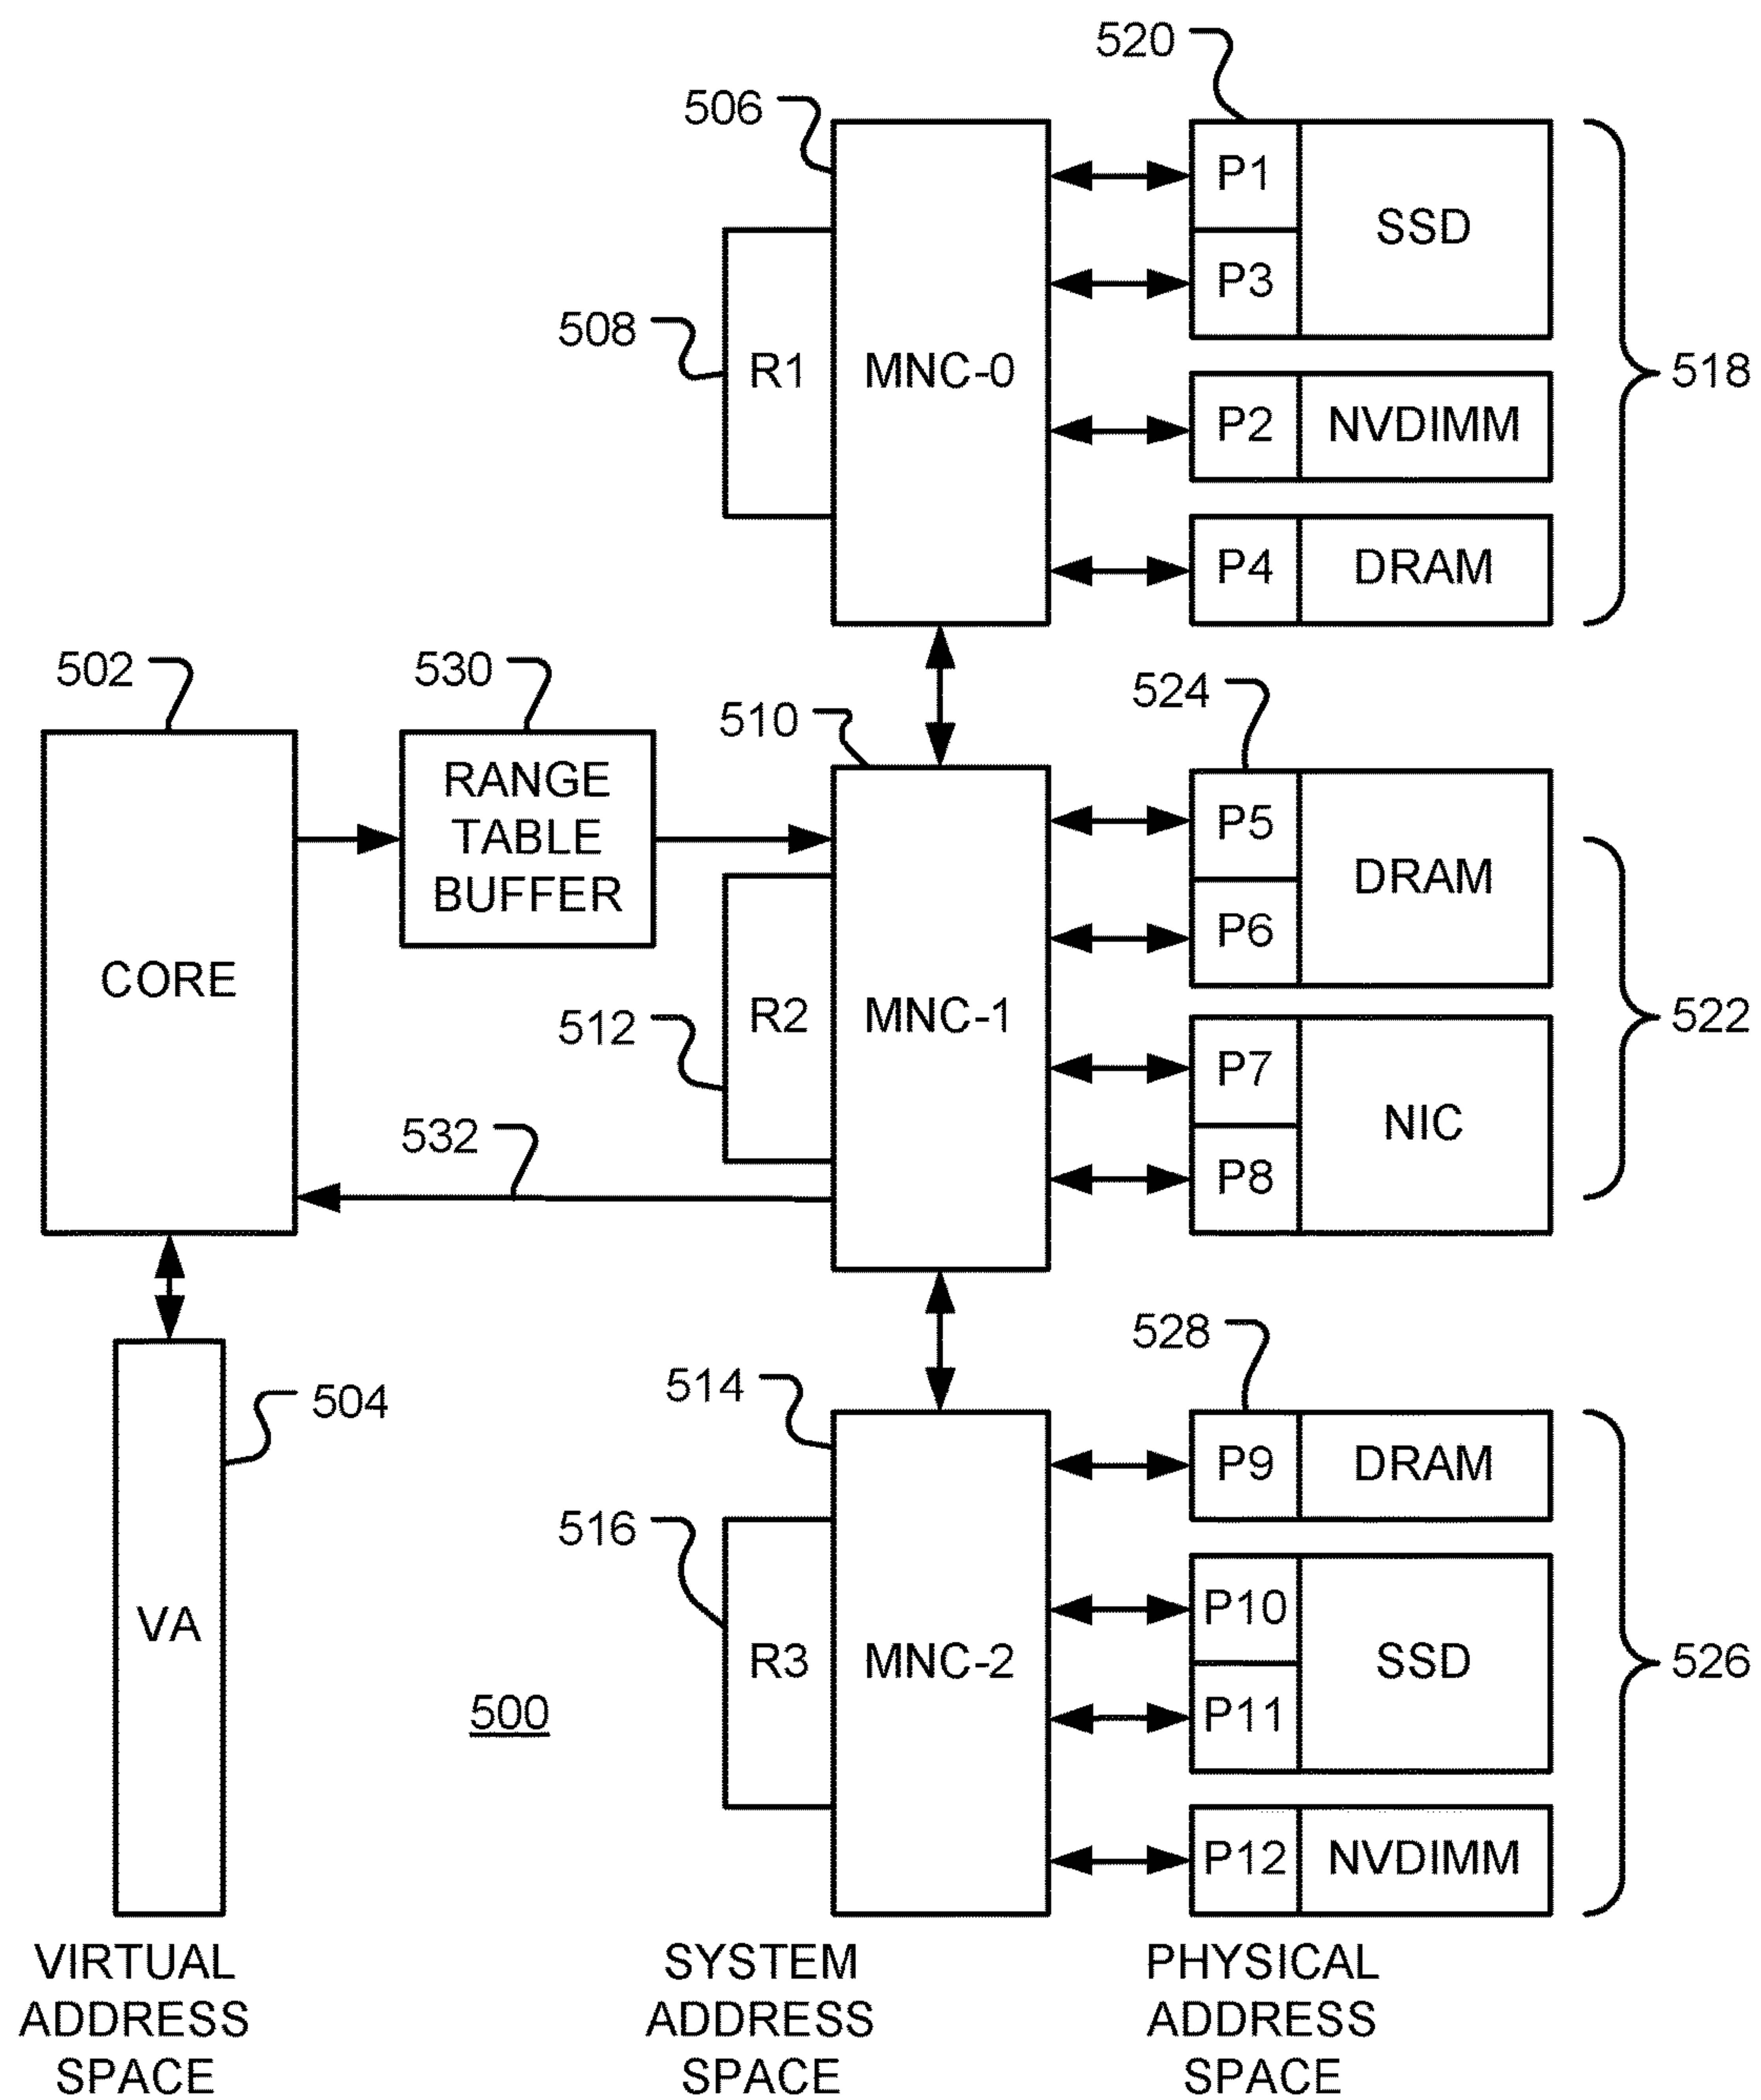 520
506
P1
SSD
P3
508
R1
MNC-0
518
P2
NVDIMM
P4
DRAM
502
530
524
510
RANGE
TABLE
BUFFER
P5
DRAM
P6
CORE
R2
MNC-1
512
522
P7
NIC
P8
532
528
514
504
P9
DRAM
516
P10
SSD
P11
VA
R3
MNC-2
526
500
P12
NVDIMM
VIRTUAL
ADDRESS
SPACE
SYSTEM
ADDRESS
SPACE
PHYSICAL
ADDRESS
SPACE